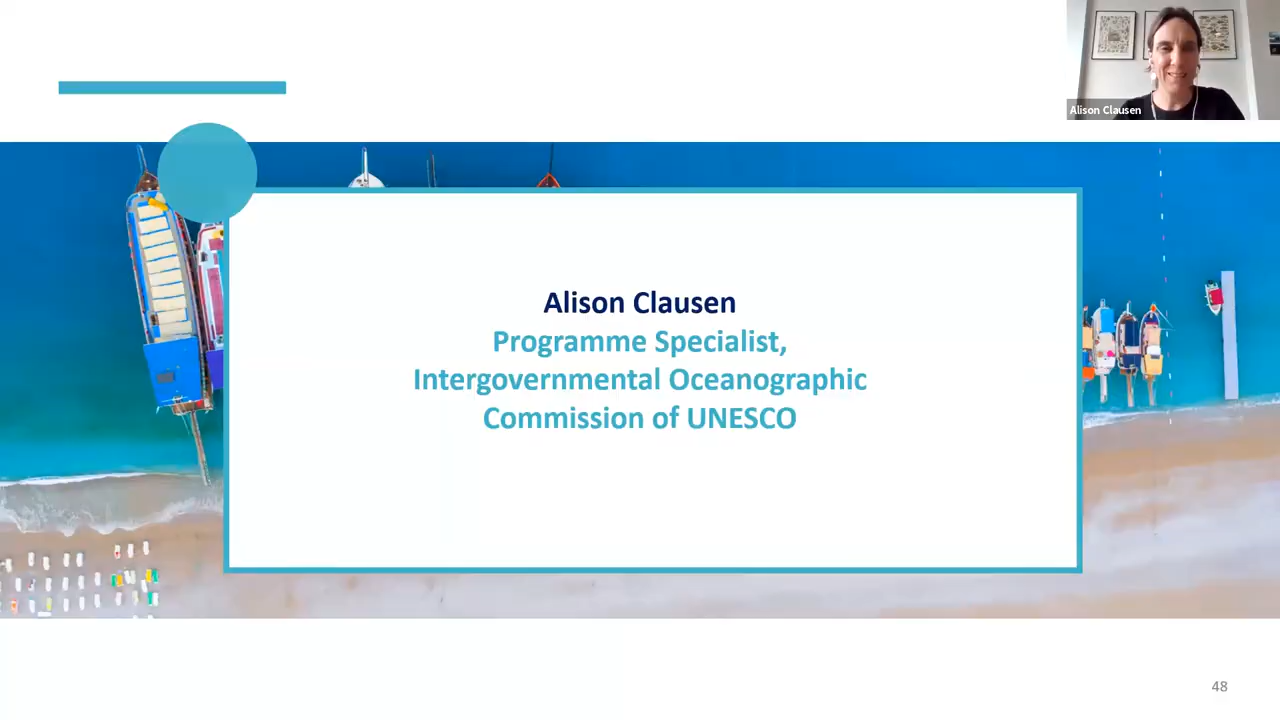 Alison Clausen
Alison Clausen
Programme Specialist,
Intergovernmental Oceanographic
Commission of UNESCO
48